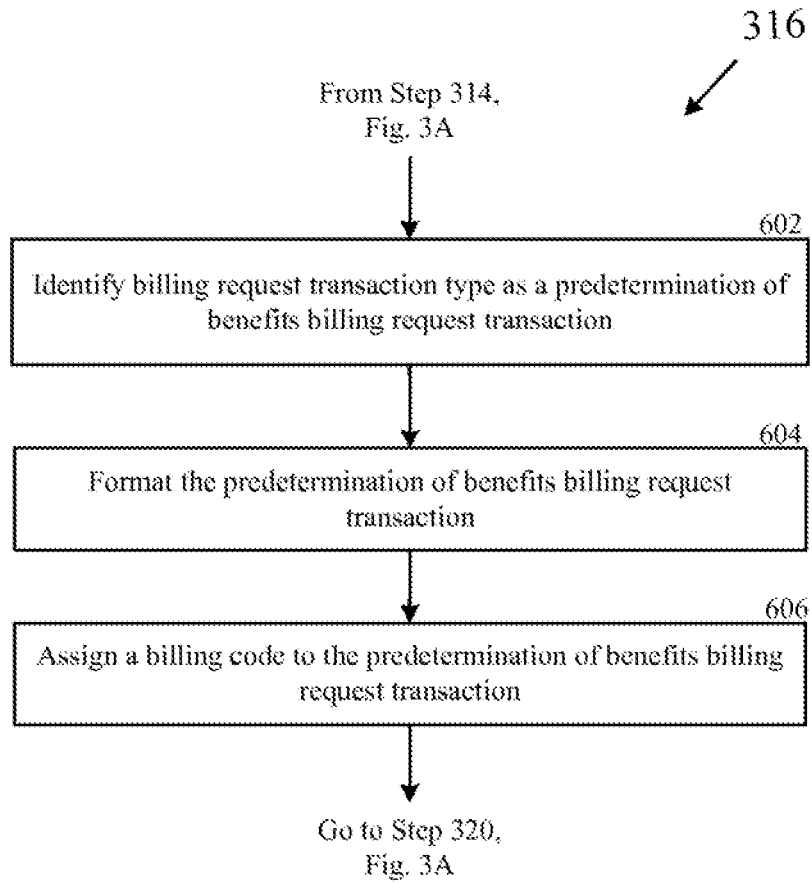 316
From Step 314,
Fig. 3A
602
Identify billing request transaction type as a predetermination of
benefits billing request transaction
604
Format the predetermination of benefits billing request
transaction
606
Assign a billing code to the predetermination of benefits billing
request transaction
Go to Step 320,
Fig. 3A